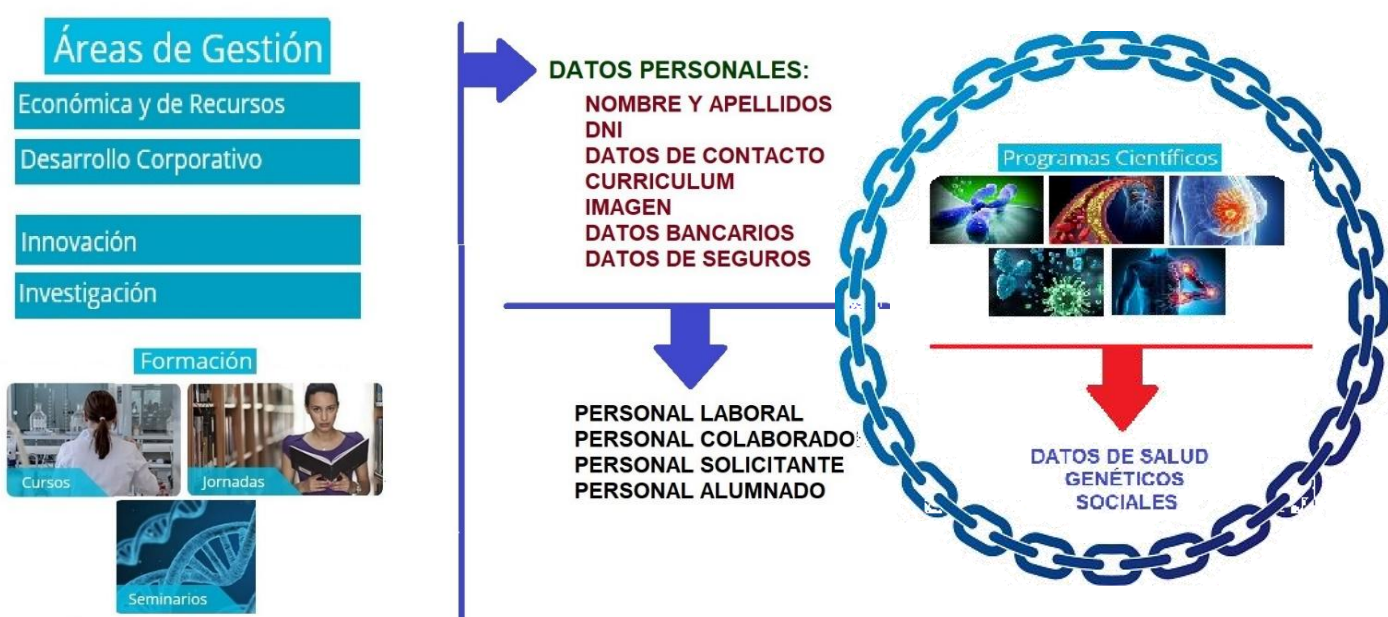 Áreas de Gestión
Económica y de Recursos
Desarrollo Corporativo
Innovación
Investigación
Formación
Cursos
Jornadas
Seminarios
DATOS PERSONALES:
NOMBRE Y APELLIDOS
DNI
DATOS DE CONTACTO
CURRICULUM
IMAGEN
DATOS BANCARIOS
DATOS DE SEGUROS
PERSONAL LABORAL
PERSONAL COLABORADO
PERSONAL SOLICITANTE
PERSONAL ALUMNADO
Programas Científicos
DATOS DE SALUD
GENÉTICOS
SOCIALES